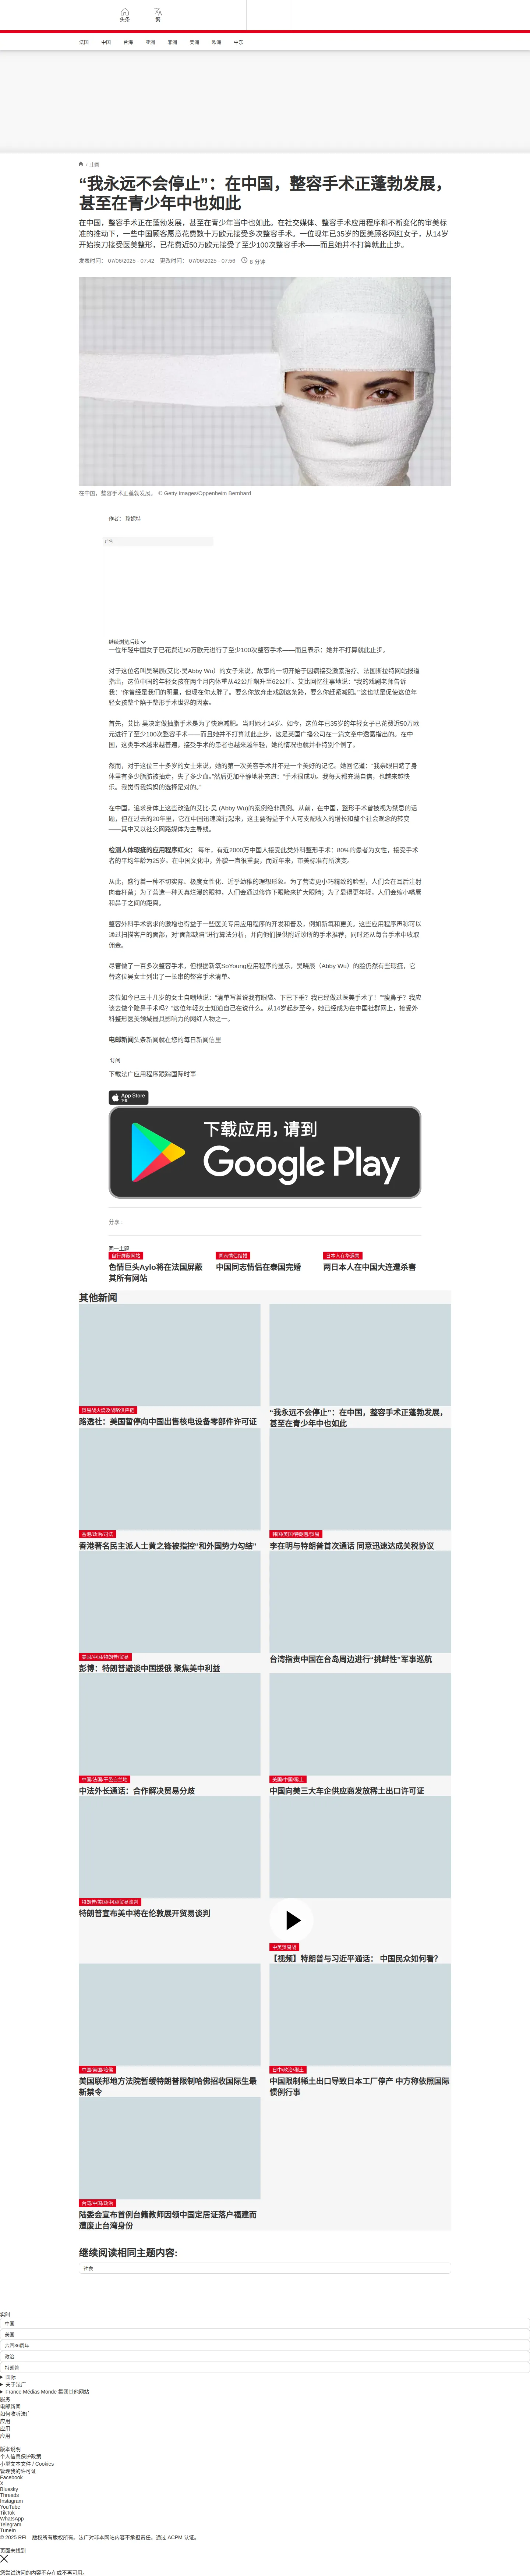 头条
繁
法国
中国
台海
亚洲
非洲
美洲
欧洲
中东
/ 中国
“我永远不会停止”：在中国，整容手术正蓬勃发展，
甚至在青少年中也如此
在中国，整容手术正在蓬勃发展，甚至在青少年当中也如此。在社交媒体、整容手术应用程序和不断变化的审美标
准的推动下，一些中国顾客愿意花费数十万欧元接受多次整容手术。一位现年已35岁的医美顾客网红女子，从14岁
开始挨刀接受医美整形，已花费近50万欧元接受了至少100次整容手术——而且她并不打算就此止步。
发表时间： 07/06/2025 - 07:42 更改时间： 07/06/2025 - 07:56
分钟
在中国，整容手术正蓬勃发展。 © Getty Images/Oppenheim Bernhard
作者： 珍妮特
广告
继续浏览后续
一位年轻中国女子已花费近50万欧元进行了至少100次整容手术——而且表示：她并不打算就此止步。
对于这位名叫吴晓辰(艾比·吴Abby Wu）的女子来说，故事的一切开始于因病接受激素治疗。法国斯拉特网站报道
指出，这位中国的年轻女孩在两个月内体重从42公斤飙升至62公斤。艾比回忆往事地说：“我的戏剧老师告诉
我：‘你曾经是我们的明星，但现在你太胖了。要么你放弃走戏剧这条路，要么你赶紧减肥。’”这也就是促使这位年
轻女孩整个陷于整形手术世界的因素。
首先，艾比·吴决定做抽脂手术是为了快速减肥。当时她才14岁。如今，这位年已35岁的年轻女子已花费近50万欧
元进行了至少100次整容手术——而且她并不打算就此止步，这是英国广播公司在一篇文章中透露指出的。在中
国，这类手术越来越普遍。接受手术的患者也越来越年轻，她的情况也就并非特别个例了。
然而，对于这位三十多岁的女士来说，她的第一次美容手术并不是一个美好的记忆。她回忆道：“我亲眼目睹了身
体里有多少脂肪被抽走，失了多少血。”然后更加平静地补充道：“手术很成功。我每天都充满自信，也越来越快
乐。我觉得我妈妈的选择是对的。”
在中国，追求身体上这些改造的艾比·吴 (Abby Wu)的案例绝非孤例。从前，在中国，整形手术曾被视为禁忌的话
题，但在过去的20年里，它在中国迅速流行起来，这主要得益于个人可支配收入的增长和整个社会观念的转变
——其中又以社交网路媒体为主导线。
检测人体瑕疵的应用程序红火： 每年，有近2000万中国人接受此类外科整形手术：80%的患者为女性，接受手术
者的平均年龄为25岁。在中国文化中，外貌一直很重要，而近年来，审美标准有所演变。
从此，盛行着一种不切实际、极度女性化、近乎幼稚的理想形象。为了营造更小巧精致的脸型，人们会在耳后注射
肉毒杆菌；为了营造一种天真烂漫的眼神，人们会通过修饰下眼睑来扩大眼睛；为了显得更年轻，人们会缩小嘴唇
和鼻子之间的距离。
整容外科手术需求的激增也得益于一些医美专用应用程序的开发和普及，例如新氧和更美。这些应用程序声称可以
通过扫描客户的面部，对“面部缺陷”进行算法分析，并向他们提供附近诊所的手术推荐，同时还从每台手术中收取
佣金。
尽管做了一百多次整容手术，但根据新氧SoYoung应用程序的显示，吴晓辰（Abby Wu）的脸仍然有些瑕疵，它
替这位吴女士列出了一长串的整容手术清单。
这位如今已三十几岁的女士自嘲地说：“清单写着说我有眼袋。下巴下垂？我已经做过医美手术了！”“瘦鼻子？我应
该去做个隆鼻手术吗？”这位年轻女士知道自己在说什么。从14岁起步至今，她已经成为在中国社群网上，接受外
科整形医美领域最具影响力的网红人物之一。
电邮新闻头条新闻就在您的每日新闻信里
订阅
下载法广应用程序跟踪国际时事
App Store
下载应用，请到
Google Play
分享 :
同一主题
自行屏蔽网站
色情巨头Aylo将在法国屏蔽
其所有网站
同志情侣结婚
中国同志情侣在泰国完婚
日本人在华遇害
两日本人在中国大连遭杀害
其他新闻
贸易战火烧及战略供应链
路透社：美国暂停向中国出售核电设备零部件许可证
“我永远不会停止”：在中国，整容手术正蓬勃发展，
甚至在青少年中也如此
香港/政治/司法
香港著名民主派人士黄之锋被指控“和外国势力勾结”
韩国/美国/特朗普/贸易
李在明与特朗普首次通话 同意迅速达成关税协议
美国/中国/特朗普/贸易
彭博：特朗普避谈中国援俄 聚焦美中利益
台湾指责中国在台岛周边进行“挑衅性”军事巡航
中国/法国/干邑白兰地
中法外长通话：合作解决贸易分歧
美国/中国/稀土
中国向美三大车企供应商发放稀土出口许可证
特朗普/美国/中国/贸易谈判
特朗普宣布美中将在伦敦展开贸易谈判
中美贸易战
【视频】特朗普与习近平通话： 中国民众如何看？
中国/美国/哈佛
美国联邦地方法院暂缓特朗普限制哈佛招收国际生最
新禁令
日中/政治/稀土
中国限制稀土出口导致日本工厂停产 中方称依照国际
惯例行事
台湾/中国/政治
陆委会宣布首例台籍教师因领中国定居证落户福建而
遭废止台湾身份
继续阅读相同主题内容:
社会
实时
中国
美国
六四36周年
政治
特朗普
国际
关于法广
France Médias Monde 集团其他网站
服务
电邮新闻
如何收听法广
应用
应用
应用
版本说明
个人信息保护政策
小型文本文件 / Cookies
管理我的许可证
Facebook
X
Bluesky
Threads
Instagram
YouTube
TikTok
WhatsApp
Telegram
TuneIn
© 2025 RFI – 版权所有版权所有。法广对非本网站内容不承担责任。通过 ACPM 认证。
页面未找到
您尝试访问的内容不存在或不再可用。